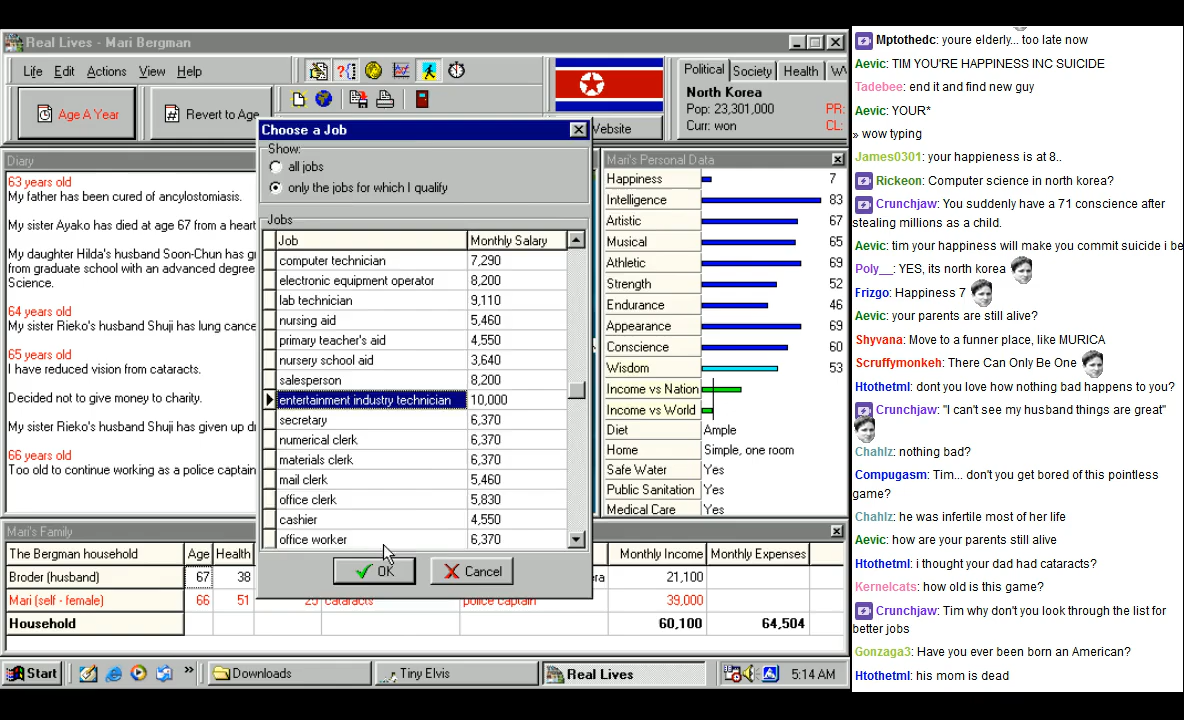 Real Lives - Mari Bergman
Life Edit Actions View Help
Age A Year
Revert to Age
Website
Political Society Health
North Korea
Pop: 23,301,000 PR:
Curr: won CL:
Diary
63 years old
My father has been cured of ancylostomiasis.
My sister Ayako has died at age 67 from a heart
My daughter Hilda's husband Soon-Chun has gr
from graduate school with an advanced degree
Science.
64 years old
My sister Rieko's husband Shuji has lung cance
65 years old
I have reduced vision from cataracts.
Decided not to give money to charity.
My sister Rieko's husband Shuji has given up dr
66 years old
Too old to continue working as a police captain
Choose a Job
Show:
all jobs
only the jobs for which I qualify
Jobs
Job Monthly Salary
computer technician 7,290
electronic equipment operator 8,200
lab technician 9,110
nursing aid 5,460
primary teacher's aid 4,550
nursery school aid 3,640
salesperson 8,200
entertainment industry technician 10,000
secretary 6,370
numerical clerk 6,370
materials clerk 6,370
mail clerk 5,460
office clerk 5,830
cashier 4,550
office worker 6,370
OK Cancel
Mari's Personal Data
Happiness 7
Intelligence 83
Artistic 67
Musical 65
Athletic 69
Strength 52
Endurance 46
Appearance 69
Conscience 60
Wisdom 53
Income vs Nation
Income vs World
Diet Ample
Home Simple, one room
Safe Water Yes
Public Sanitation Yes
Medical Care Yes
Mari's Family
The Bergman household Age Health Monthly Income Monthly Expenses
Broder (husband) 67 38 21,100
Mari (self - female) 66 51 25 cataracts police captain 39,000
Household 60,100 64,504
Start » Downloads Tiny Elvis Real Lives 5:14 AM
Mptothedc: youre elderly... too late now
Aevic: TIM YOU'RE HAPPINESS INC SUICIDE
Tadebee: end it and find new guy
Aevic: YOUR*
» wow typing
James0301: your happieness is at 8..
Rickeon: Computer science in north korea?
Crunchjaw: You suddenly have a 71 conscience after
stealing millions as a child.
Aevic: tim your happiness will make you commit suicide i be
Poly__: YES, its north korea
Frizgo: Happiness 7
Aevic: your parents are still alive?
Shyvana: Move to a funner place, like MURICA
Scruffymonkeh: There Can Only Be One
Htothetml: dont you love how nothing bad happens to you?
Crunchjaw: "I can't see my husband things are great"
Chahlz: nothing bad?
Compugasm: Tim... don't you get bored of this pointless
game?
Chahlz: he was infertile most of her life
Aevic: how are your parents still alive
Htothetml: i thought your dad had cataracts?
Kernelcats: how old is this game?
Crunchjaw: Tim why don't you look through the list for
better jobs
Gonzaga3: Have you ever been born an American?
Htothetml: his mom is dead